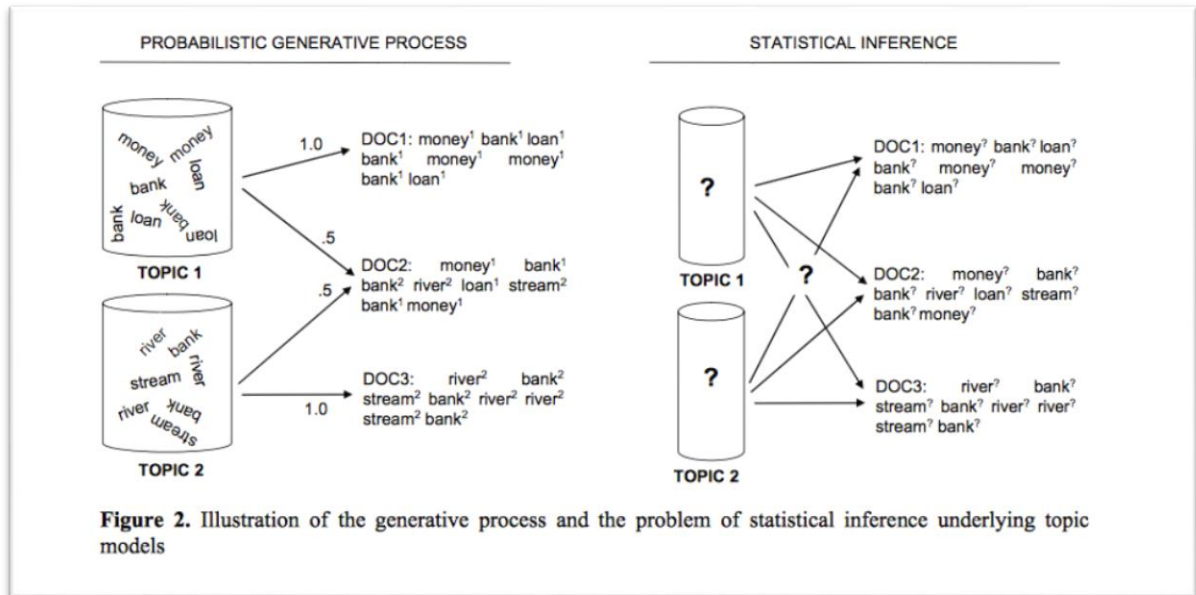 PROBABILISTIC GENERATIVE PROCESS
money
money
loan
bank
bank
loan
bank
loan
TOPIC 1
river
bank
river
stream
river
bank
stream
TOPIC 2
1.0
.5
.5
1.0
DOC1: money¹ bank¹ loan¹
bank¹ money¹ money¹
bank¹ loan¹
DOC2: money¹ bank¹
bank² river² loan¹ stream²
bank¹ money¹
DOC3: river² bank²
stream² bank² river² river²
stream² bank²
STATISTICAL INFERENCE
?
TOPIC 1
?
TOPIC 2
?
DOC1: money? bank? loan?
bank? money? money?
bank? loan?
DOC2: money? bank?
bank? river? loan? stream?
bank? money?
DOC3: river? bank?
stream? bank? river? river?
stream? bank?
Figure 2. Illustration of the generative process and the problem of statistical inference underlying topic
models